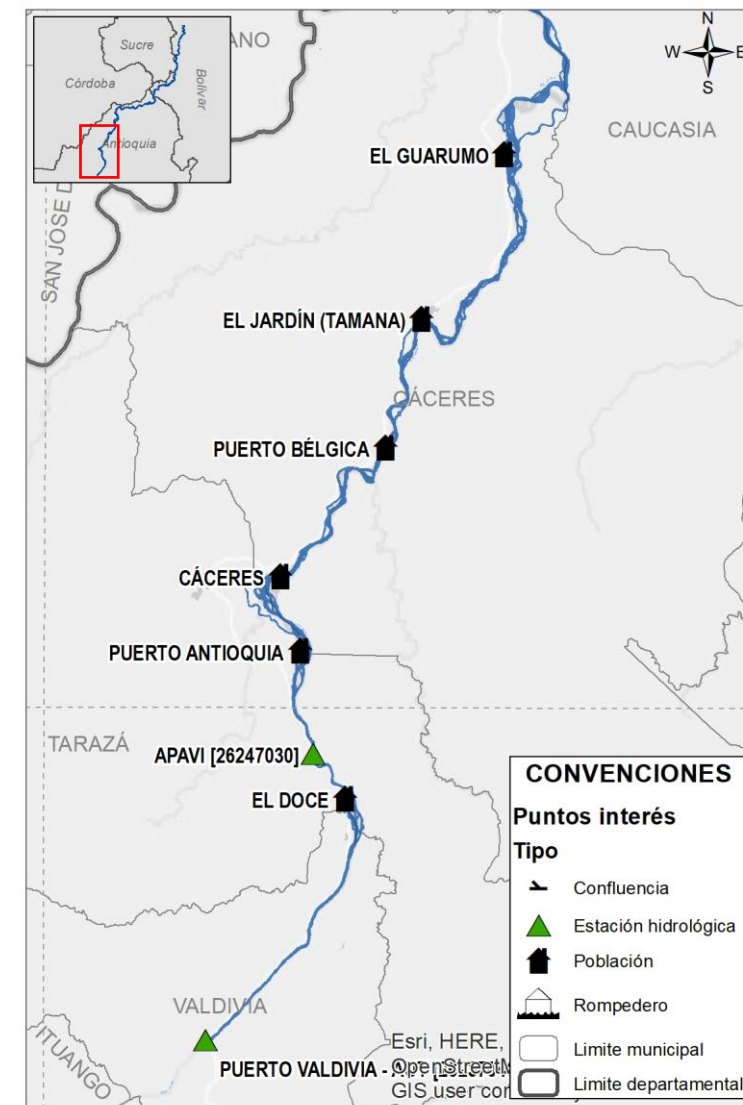 Sucre
Córdoba
Bolivar
Antioquia
ANO
N
W E
S
CAUCASIA
EL GUARUMO
SAN JOSE D
EL JARDÍN (TAMANA)
CÁCERES
PUERTO BÉLGICA
CÁCERES
PUERTO ANTIOQUIA
TARAZÁ
APAVI [26247030]
EL DOCE
VALDIVIA
ITUANGO
PUERTO VALDIVIA -
Esri, HERE,
GIS user con
CONVENCIONES
Puntos interés
Tipo
Confluencia
Estación hidrológica
Población
Rompedero
Limite municipal
Limite departamental